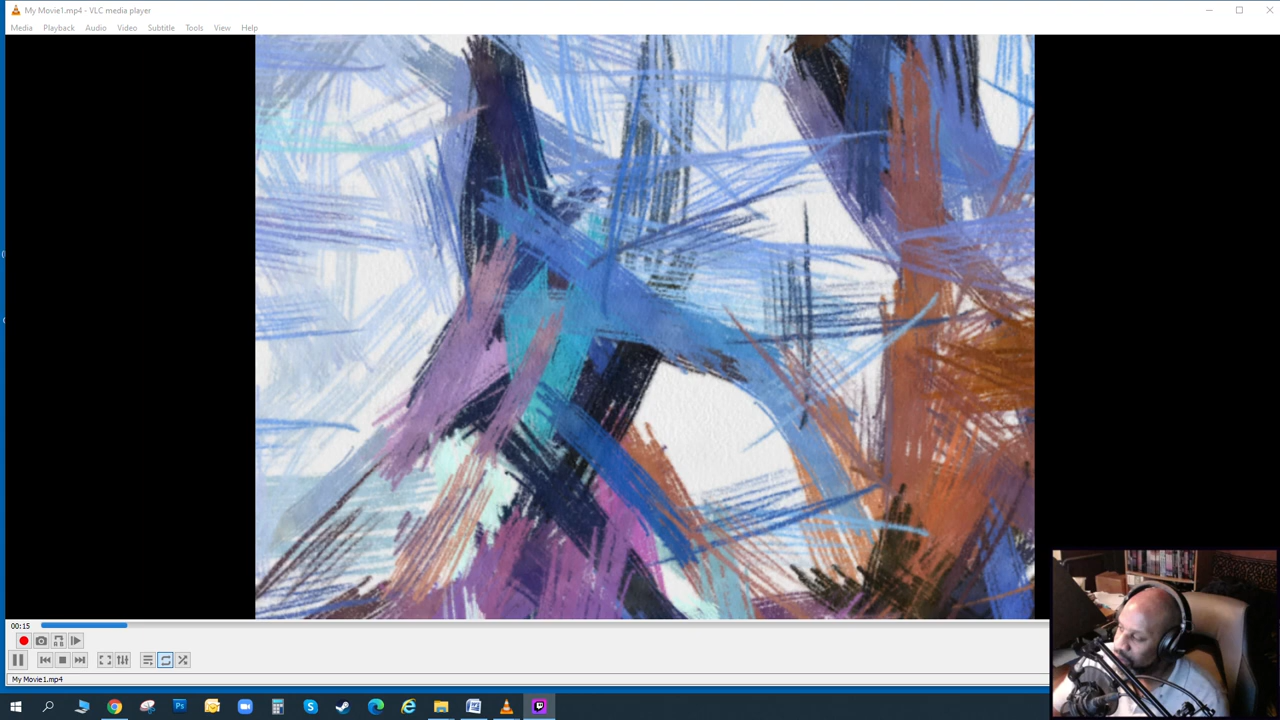 My Movie1.mp4 - VLC media player
Media Playback Audio Video Subtitle Tools View Help
00:15
My Movie1.mp4